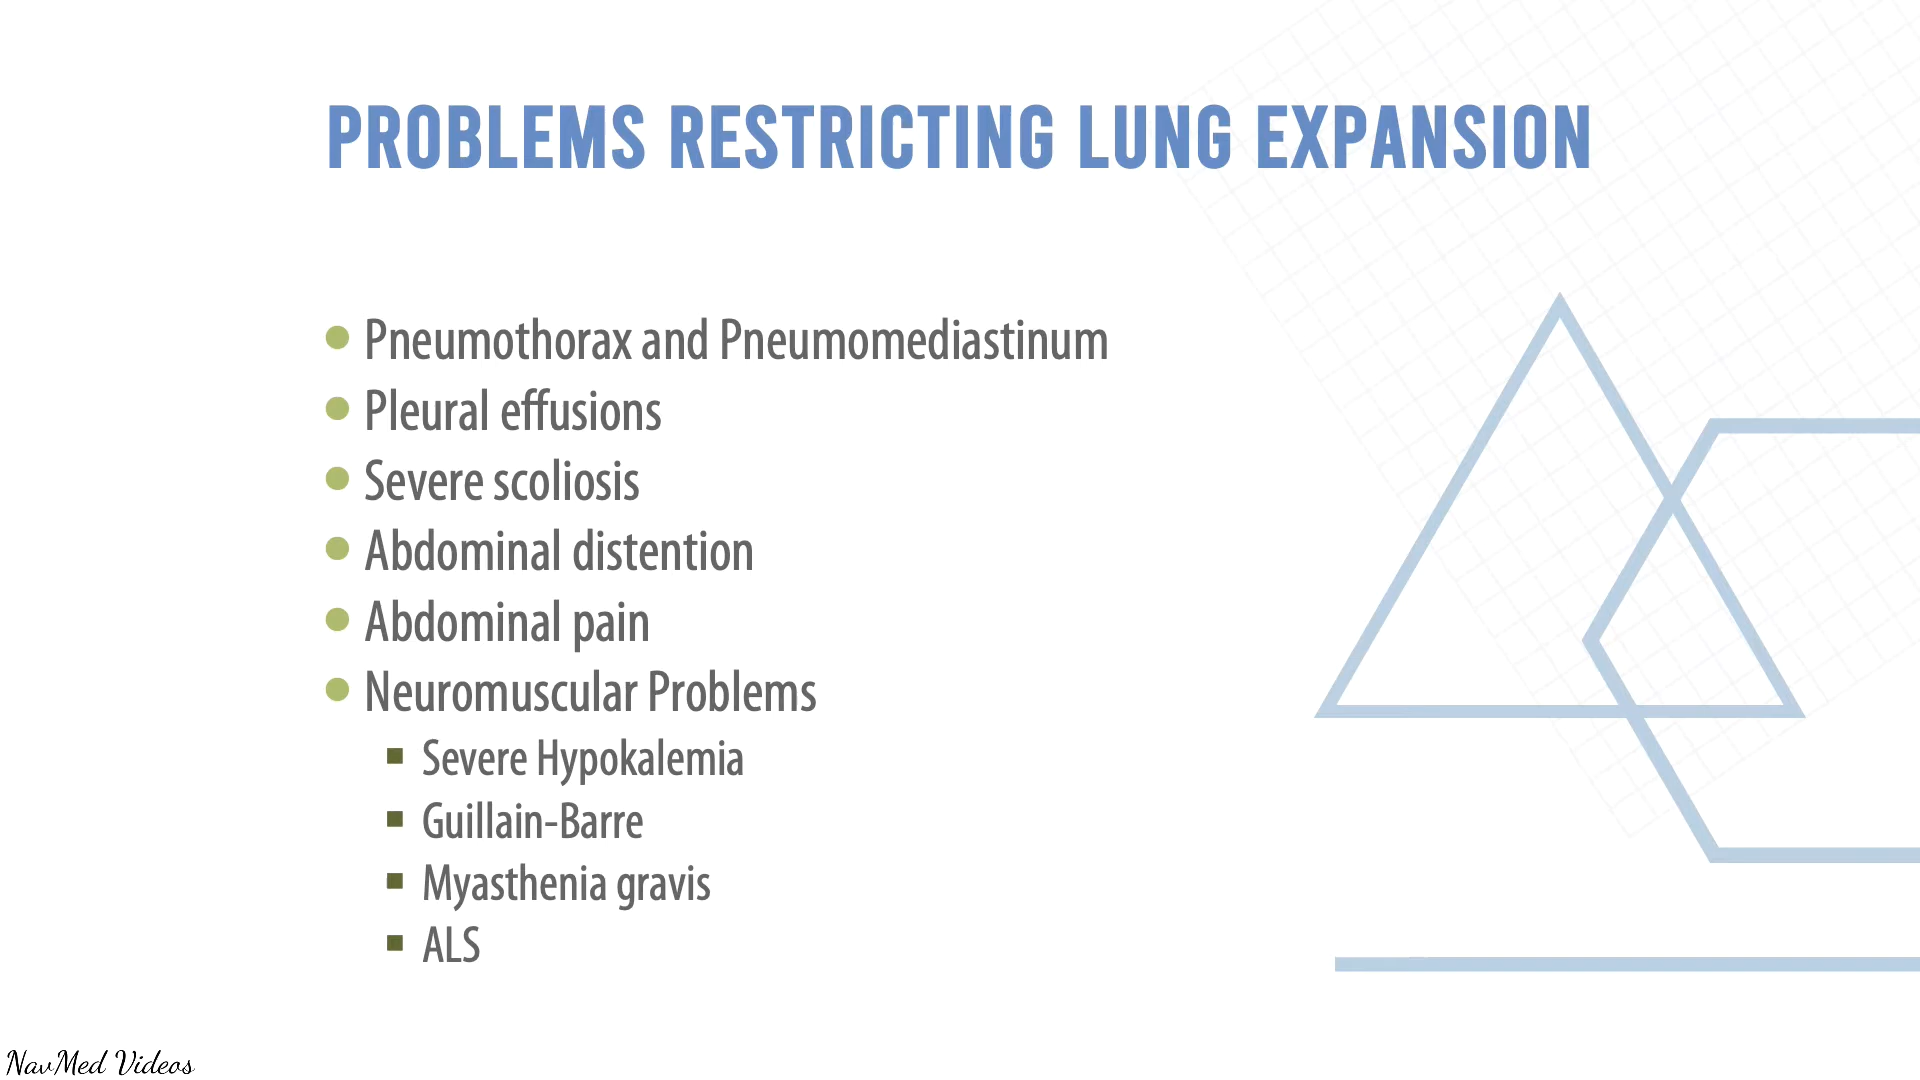 PROBLEMS RESTRICTING LUNG EXPANSION
Pneumothorax and Pneumomediastinum
Pleural effusions
Severe scoliosis
Abdominal distention
Abdominal pain
Neuromuscular Problems
Severe Hypokalemia
Guillain-Barre
Myasthenia gravis
ALS
NavMed Videos